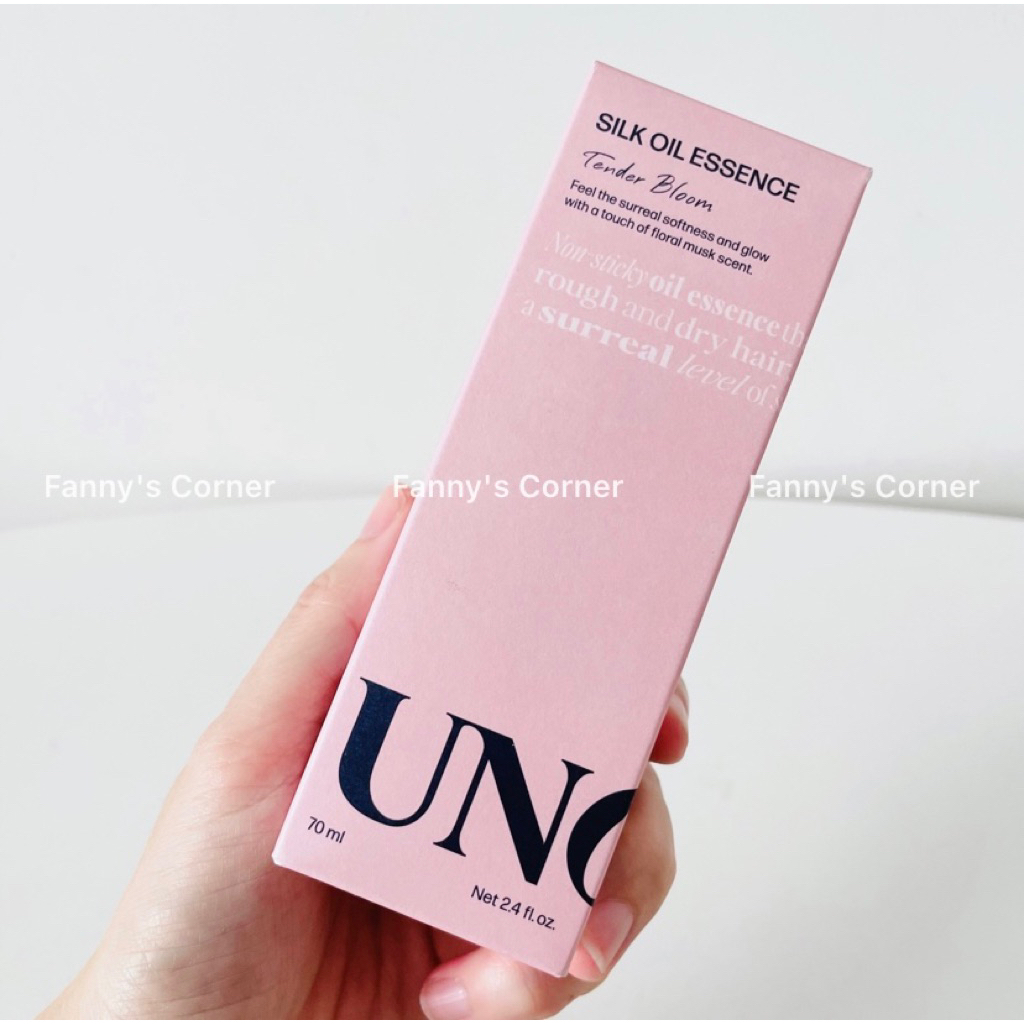 SILK OIL ESSENCE
Tender Bloom
Feel the surreal softness and glow
with a touch of floral musk scent.
Non sticky oil essence th
rough and dry hair
a surreal level of s
Fanny's Corner Fanny's Corner Fanny's Corner
UNO
70 ml
Net 2.4 fl. oz.